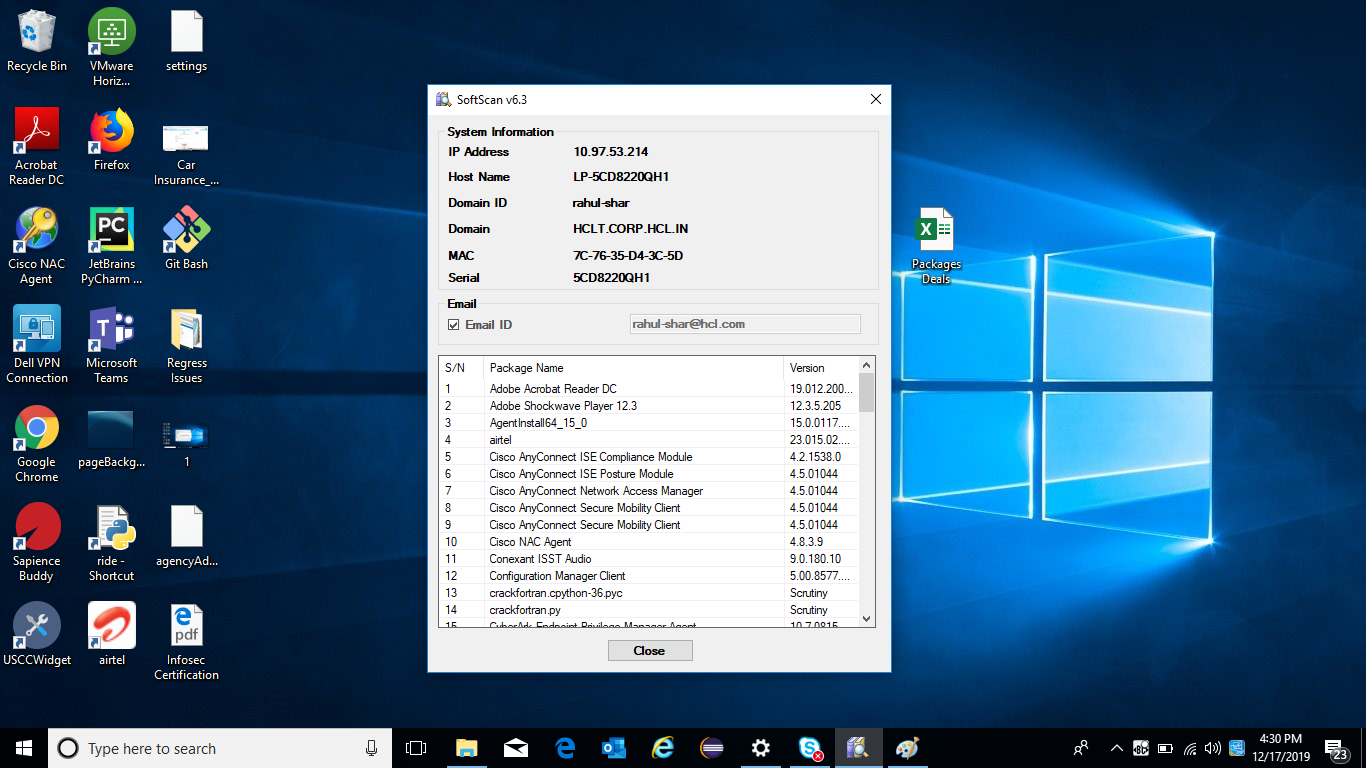 Recycle Bin
VMware Horiz...
settings
Acrobat Reader DC
Firefox
Car Insurance_...
Cisco NAC Agent
JetBrains PyCharm ...
Git Bash
Dell VPN Connection
Microsoft Teams
Regress Issues
Google Chrome
pageBackg...
1
Sapience Buddy
ride - Shortcut
agencyAd...
USCCWidget
airtel
Infosec Certification
SoftScan v6.3
System Information
IP Address 10.97.53.214
Host Name LP-5CD8220QH1
Domain ID rahul-shar
Domain HCLT.CORP.HCL.IN
MAC 7C-76-35-D4-3C-5D
Serial 5CD8220QH1
Email
Email ID rahul-shar@hcl.com
S/N Package Name Version
1 Adobe Acrobat Reader DC 19.012.200...
2 Adobe Shockwave Player 12.3 12.3.5.205
3 AgentInstall64_15_0 15.0.0117....
4 airtel 23.015.02....
5 Cisco AnyConnect ISE Compliance Module 4.2.1538.0
6 Cisco AnyConnect ISE Posture Module 4.5.01044
7 Cisco AnyConnect Network Access Manager 4.5.01044
8 Cisco AnyConnect Secure Mobility Client 4.5.01044
9 Cisco AnyConnect Secure Mobility Client 4.5.01044
10 Cisco NAC Agent 4.8.3.9
11 Conexant ISST Audio 9.0.180.10
12 Configuration Manager Client 5.00.8577....
13 crackfortran.cpython-36.pyc Scrutiny
14 crackfortran.py Scrutiny
15 CyberArk Endpoint Privilege Manager Agent 10.7.0815
Close
Packages Deals
Type here to search
4:30 PM
12/17/2019
23